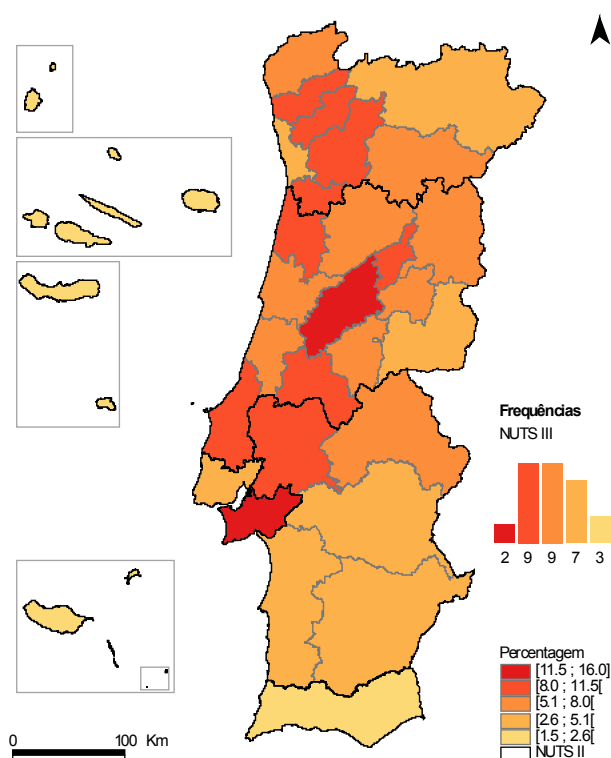 Frequências
NUTS III
2 9 9 7 3
Percentagem
[11.5 ; 16.0]
[8.0 ; 11.5[
[5.1 ; 8.0[
[2.6 ; 5.1[
[1.5 ; 2.6[
NUTS II
0 100 Km